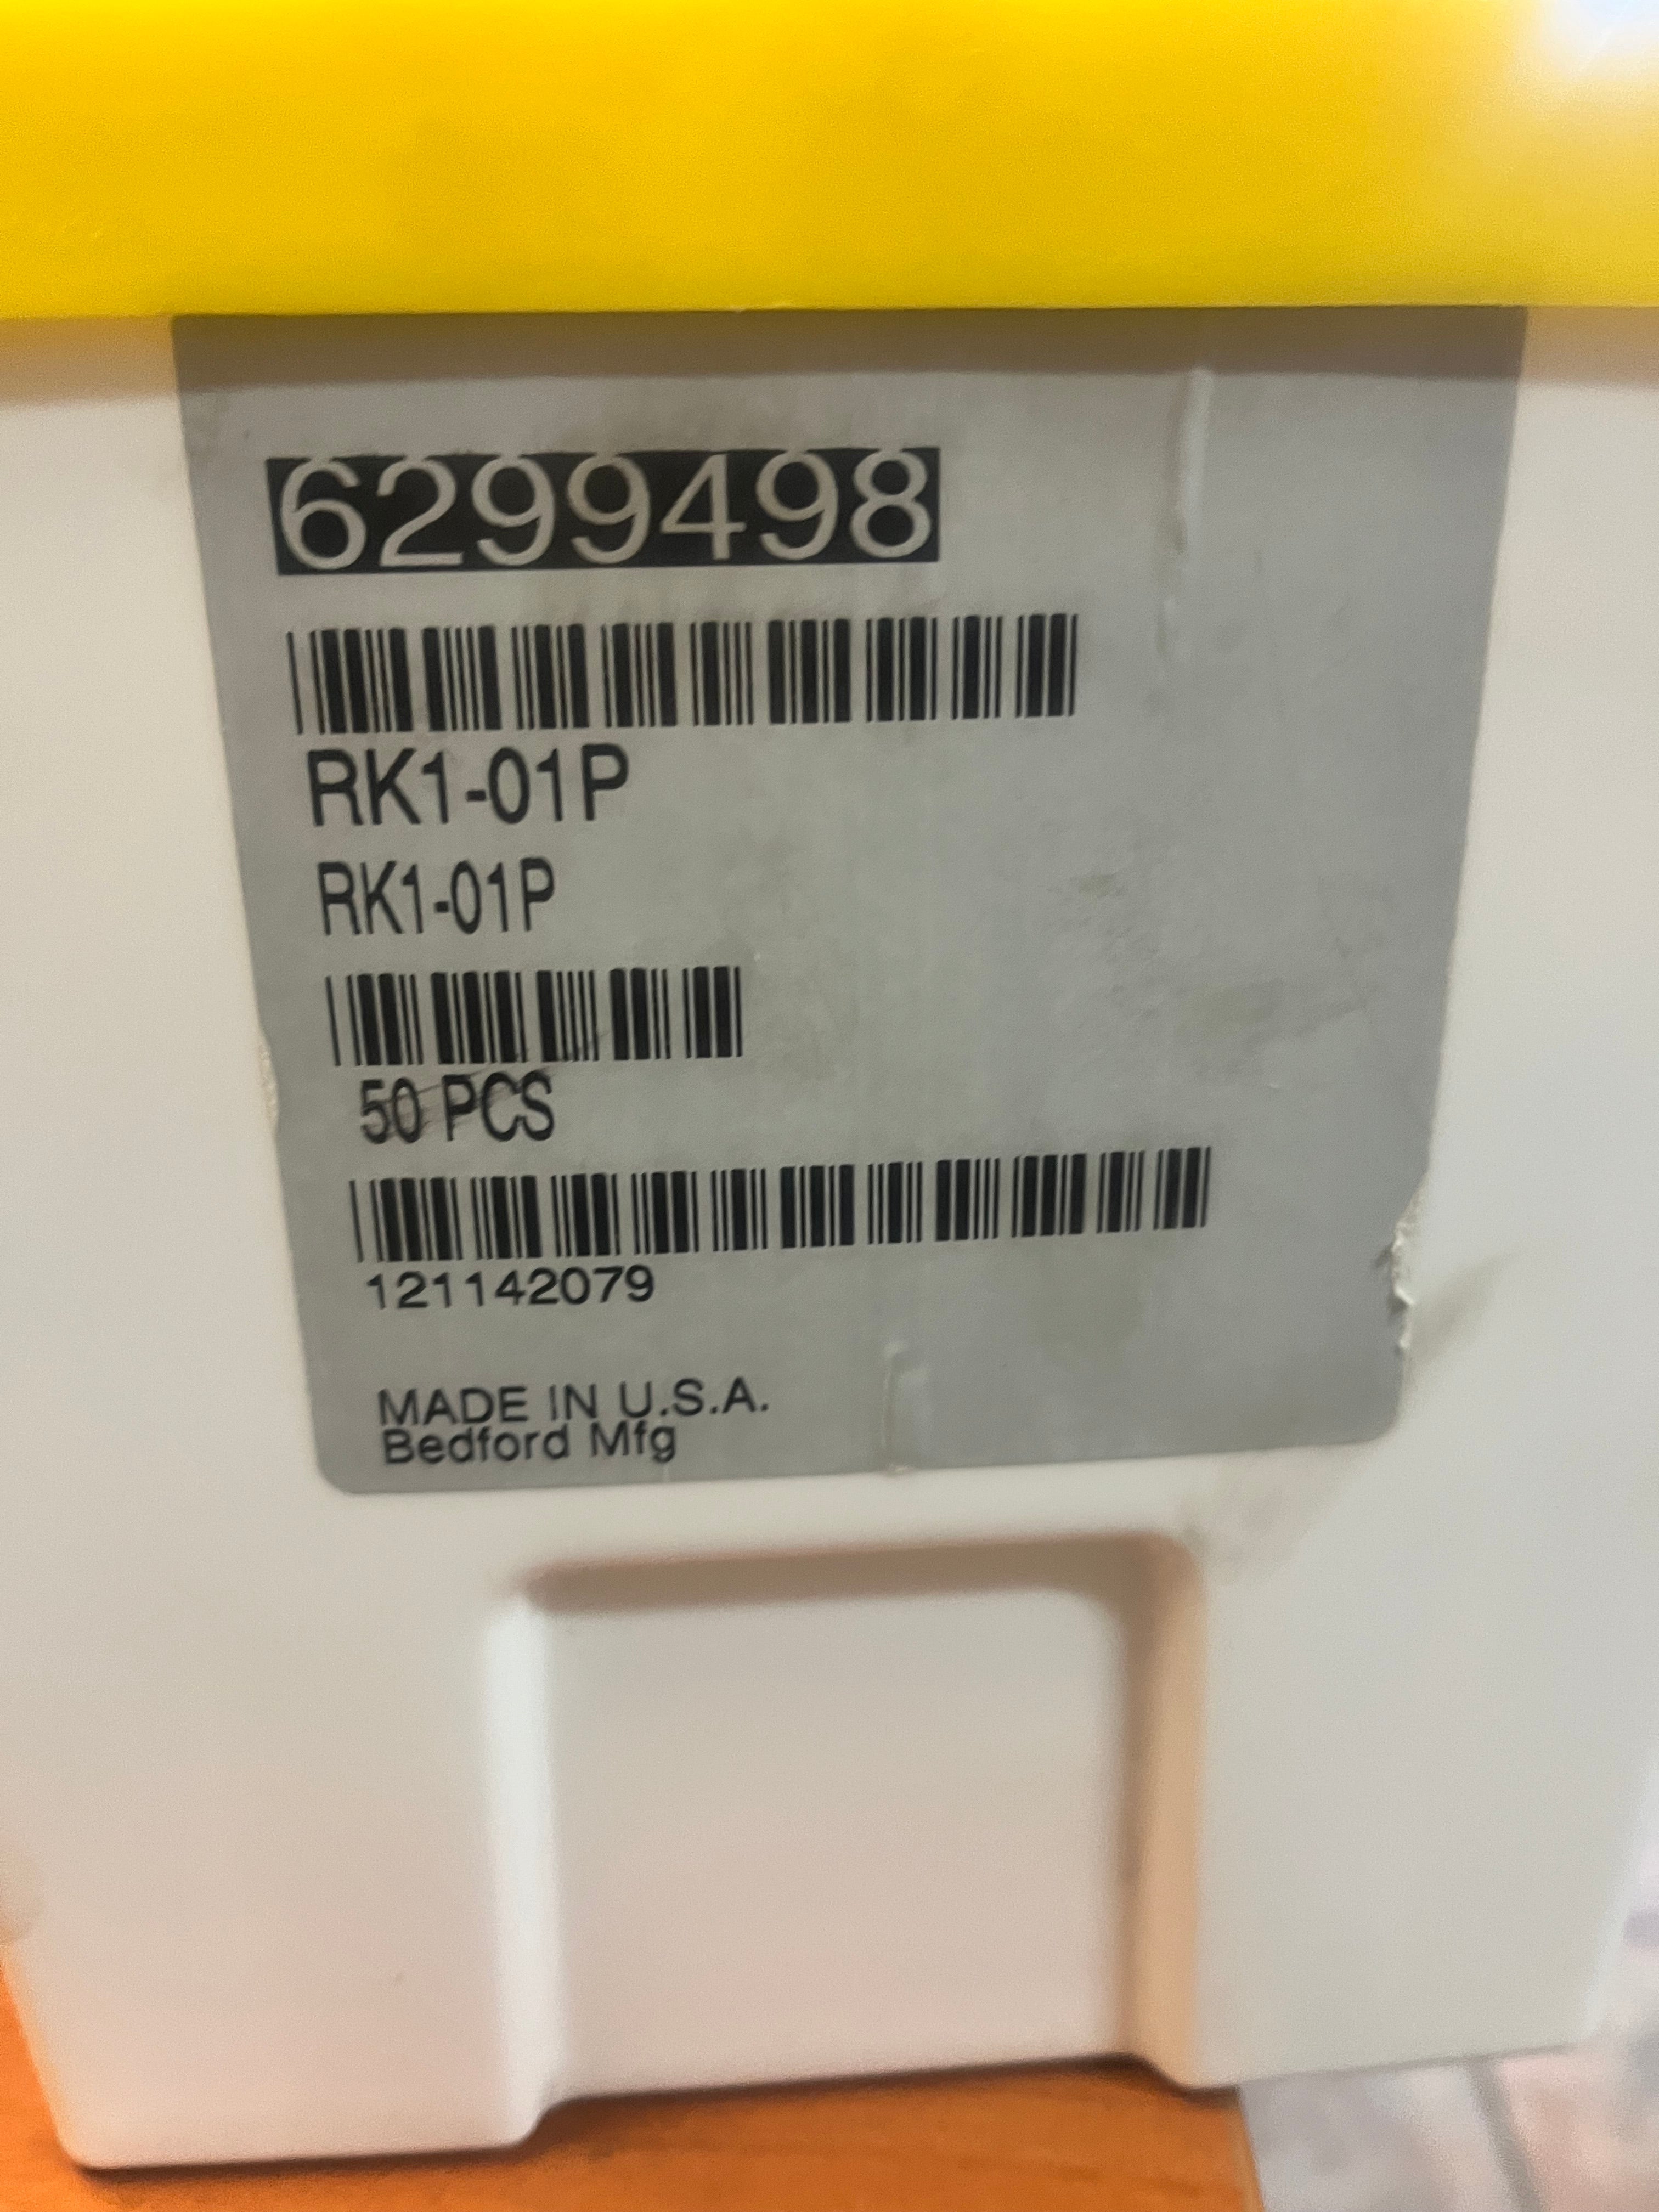 6299498
RK1-01P
RK1-01P
50 PCS
121142079
MADE IN U.S.A.
Bedford Mfg